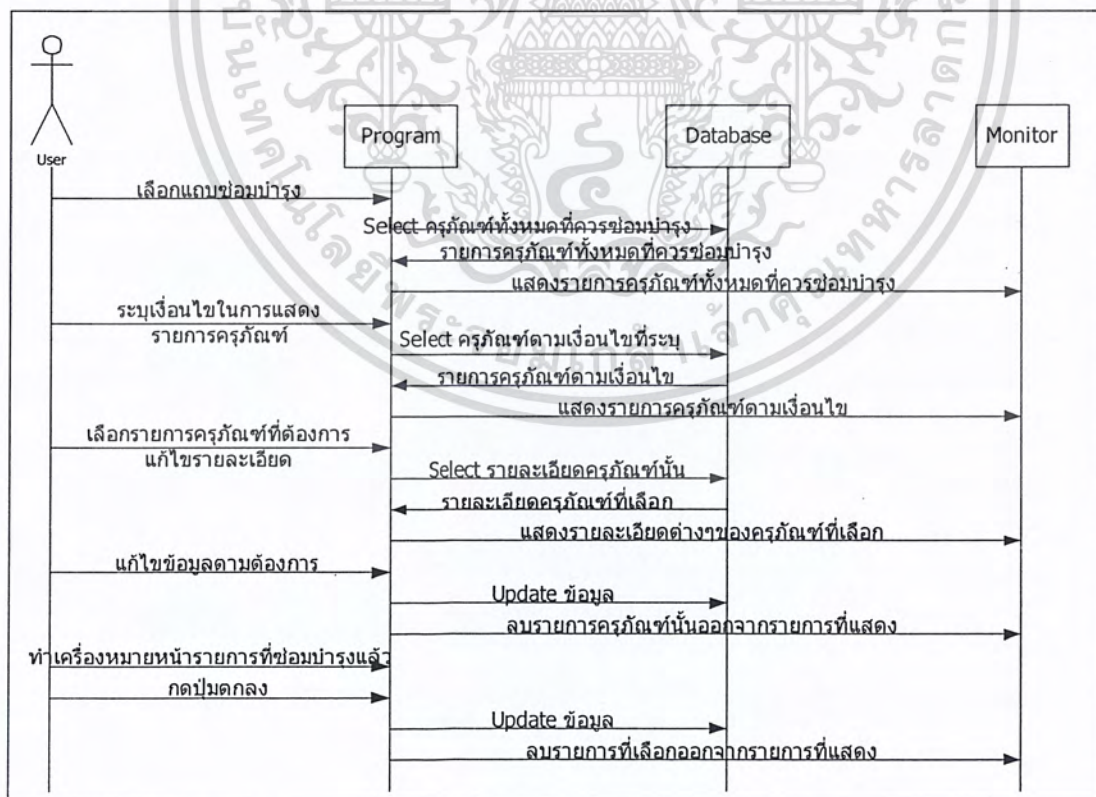 User
Program
Database
Monitor
เลือกแถบซ่อมบำรุง
Select ครุภัณฑ์ทั้งหมดที่ควรซ่อมบำรุง
รายการครุภัณฑ์ทั้งหมดที่ควรซ่อมบำรุง
แสดงรายการครุภัณฑ์ทั้งหมดที่ควรซ่อมบำรุง
ระบุเงื่อนไขในการแสดง
รายการครุภัณฑ์
Select ครุภัณฑ์ตามเงื่อนไขที่ระบุ
รายการครุภัณฑ์ตามเงื่อนไข
แสดงรายการครุภัณฑ์ตามเงื่อนไข
เลือกรายการครุภัณฑ์ที่ต้องการ
แก้ไขรายละเอียด
Select รายละเอียดครุภัณฑ์นั้น
รายละเอียดครุภัณฑ์ที่เลือก
แสดงรายละเอียดต่างๆของครุภัณฑ์ที่เลือก
แก้ไขข้อมูลตามต้องการ
Update ข้อมูล
ลบรายการครุภัณฑ์นั้นออกจากรายการที่แสดง
ทำเครื่องหมายหน้ารายการที่ซ่อมบำรุงแล้ว
กดปุ่มตกลง
Update ข้อมูล
ลบรายการที่เลือกออกจากรายการที่แสดง